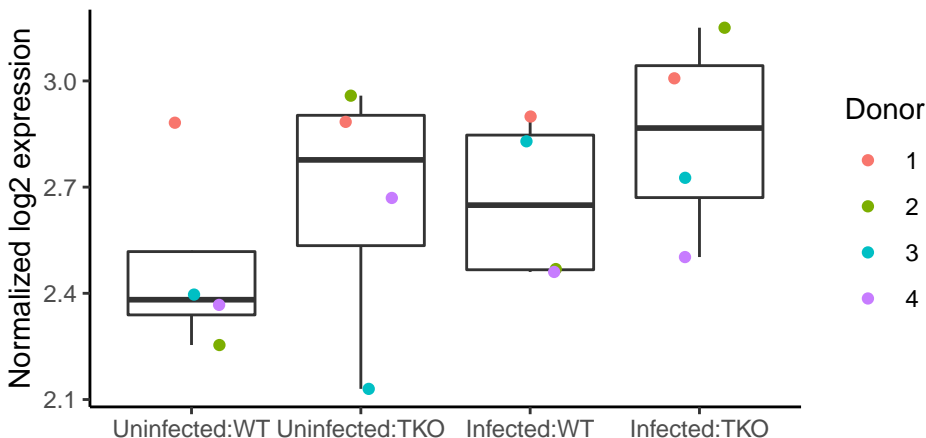 Normalized log2 expression
3.0
2.7
2.4
2.1
Uninfected:WT Uninfected:TKO Infected:WT Infected:TKO
Donor
1
2
3
4